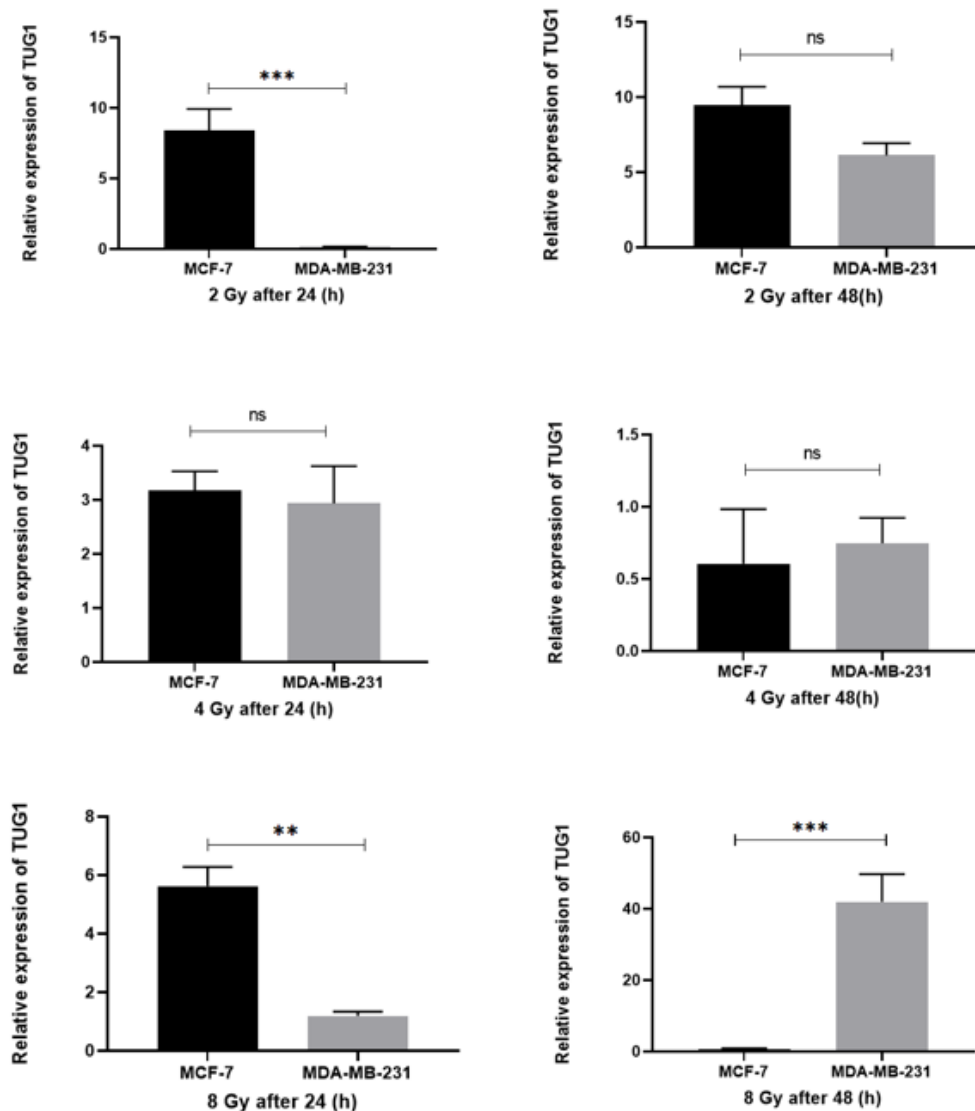 Relative expression of TUG1
15
10
5
0
***
MCF-7
MDA-MB-231
2 Gy after 24 (h)
Relative expression of TUG1
15
10
5
0
ns
MCF-7
MDA-MB-231
2 Gy after 48(h)
Relative expression of TUG1
4
3
2
1
0
ns
MCF-7
MDA-MB-231
4 Gy after 24 (h)
Relative expression of TUG1
1.5
1.0
0.5
0.0
ns
MCF-7
MDA-MB-231
4 Gy after 48(h)
Relative expression of TUG1
8
6
4
2
0
**
MCF-7
MDA-MB-231
8 Gy after 24 (h)
Relative expression of TUG1
60
40
20
0
***
MCF-7
MDA-MB-231
8 Gy after 48 (h)